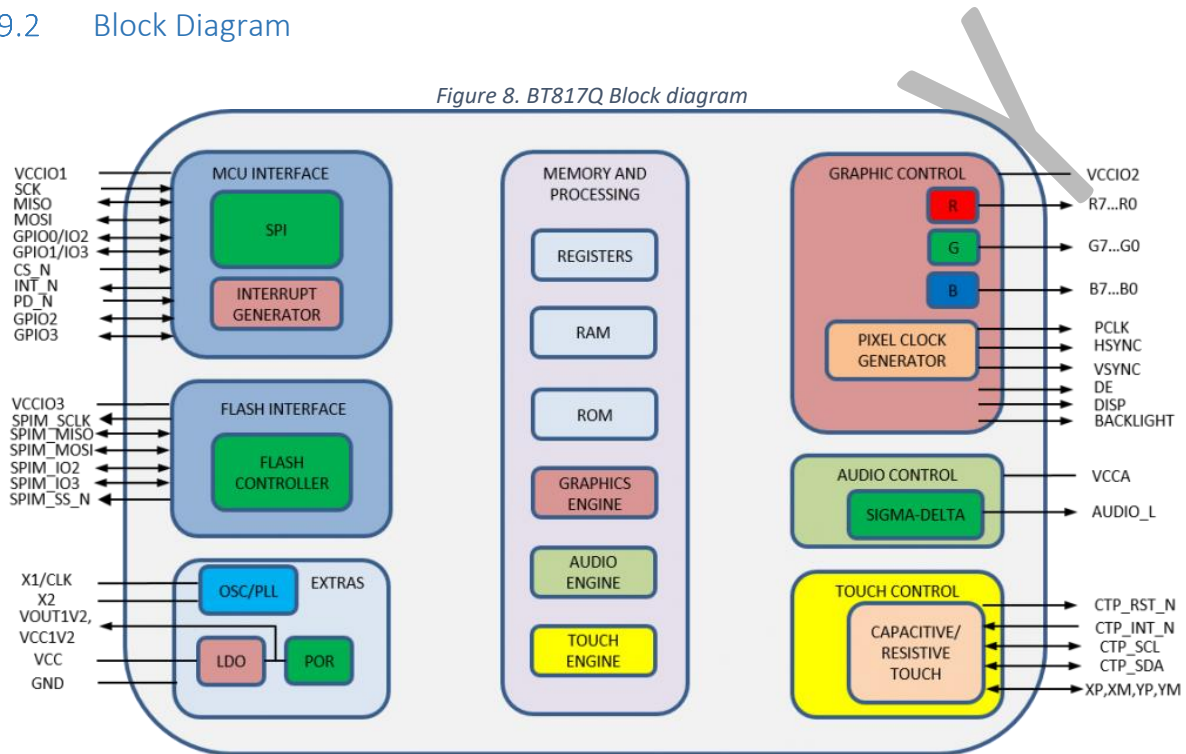 9.2 Block Diagram
Figure 8. BT817Q Block diagram
VCCIO1
SCK
MISO
MOSI
GPIO0/IO2
GPIO1/IO3
CS_N
INT_N
PD_N
GPIO2
GPIO3
MCU INTERFACE
SPI
INTERRUPT
GENERATOR
VCCIO3
SPIM_SCLK
SPIM_MISO
SPIM_MOSI
SPIM_IO2
SPIM_IO3
SPIM_SS_N
FLASH INTERFACE
FLASH
CONTROLLER
X1/CLK
X2
VOUT1V2,
VCC1V2
VCC
GND
OSC/PLL
EXTRAS
LDO
POR
MEMORY AND
PROCESSING
REGISTERS
RAM
ROM
GRAPHICS
ENGINE
AUDIO
ENGINE
TOUCH
ENGINE
GRAPHIC CONTROL
R
G
B
PIXEL CLOCK
GENERATOR
VCCIO2
R7...R0
G7...G0
B7...B0
PCLK
HSYNC
VSYNC
DE
DISP
BACKLIGHT
AUDIO CONTROL
SIGMA-DELTA
VCCA
AUDIO_L
TOUCH CONTROL
CAPACITIVE/
RESISTIVE
TOUCH
CTP_RST_N
CTP_INT_N
CTP_SCL
CTP_SDA
XP,XM,YP,YM
Y